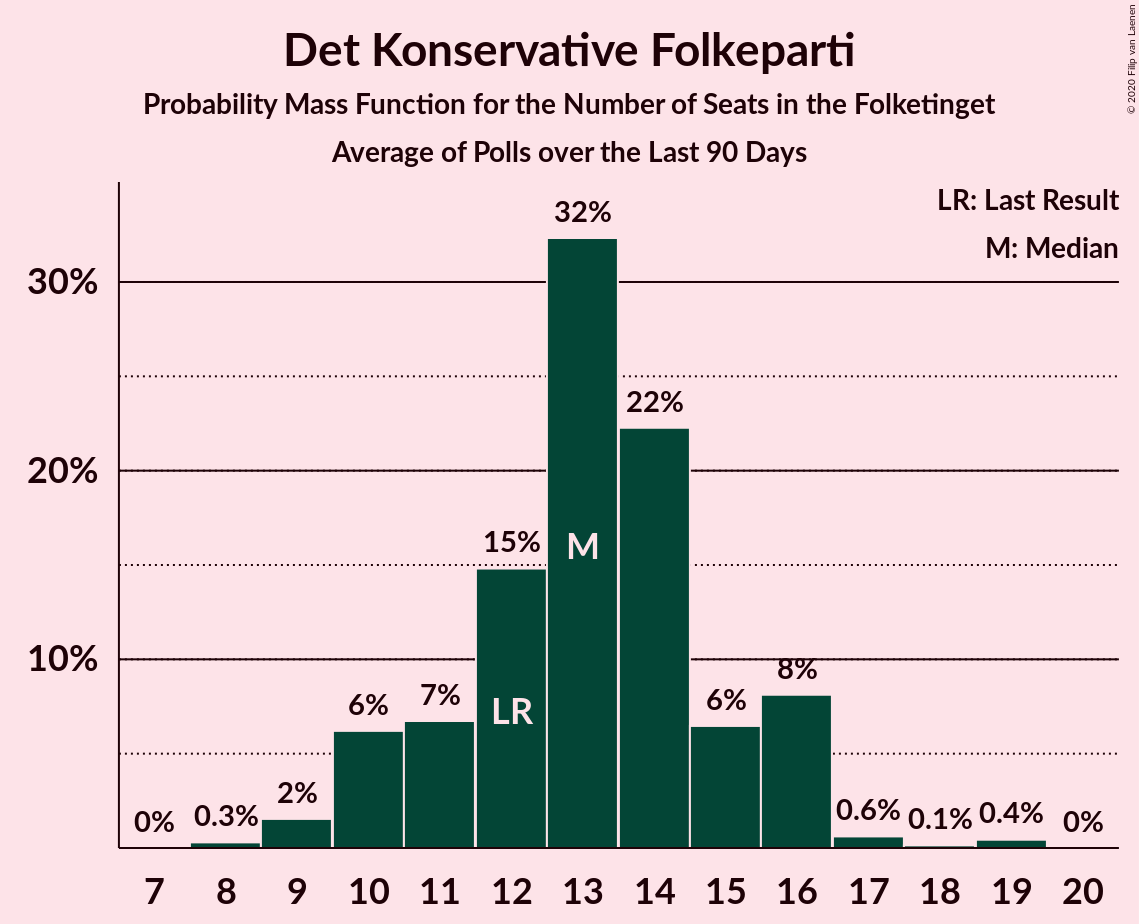 Det Konservative Folkeparti
Probability Mass Function for the Number of Seats in the Folketinget
Average of Polls over the Last 90 Days
© 2020 Filip van Laenen
LR: Last Result
M: Median
30%
20%
10%
0%
0.3%
2%
6%
7%
15%
32%
22%
6%
8%
0.6%
0.1%
0.4%
0%
LR
M
7 8 9 10 11 12 13 14 15 16 17 18 19 20